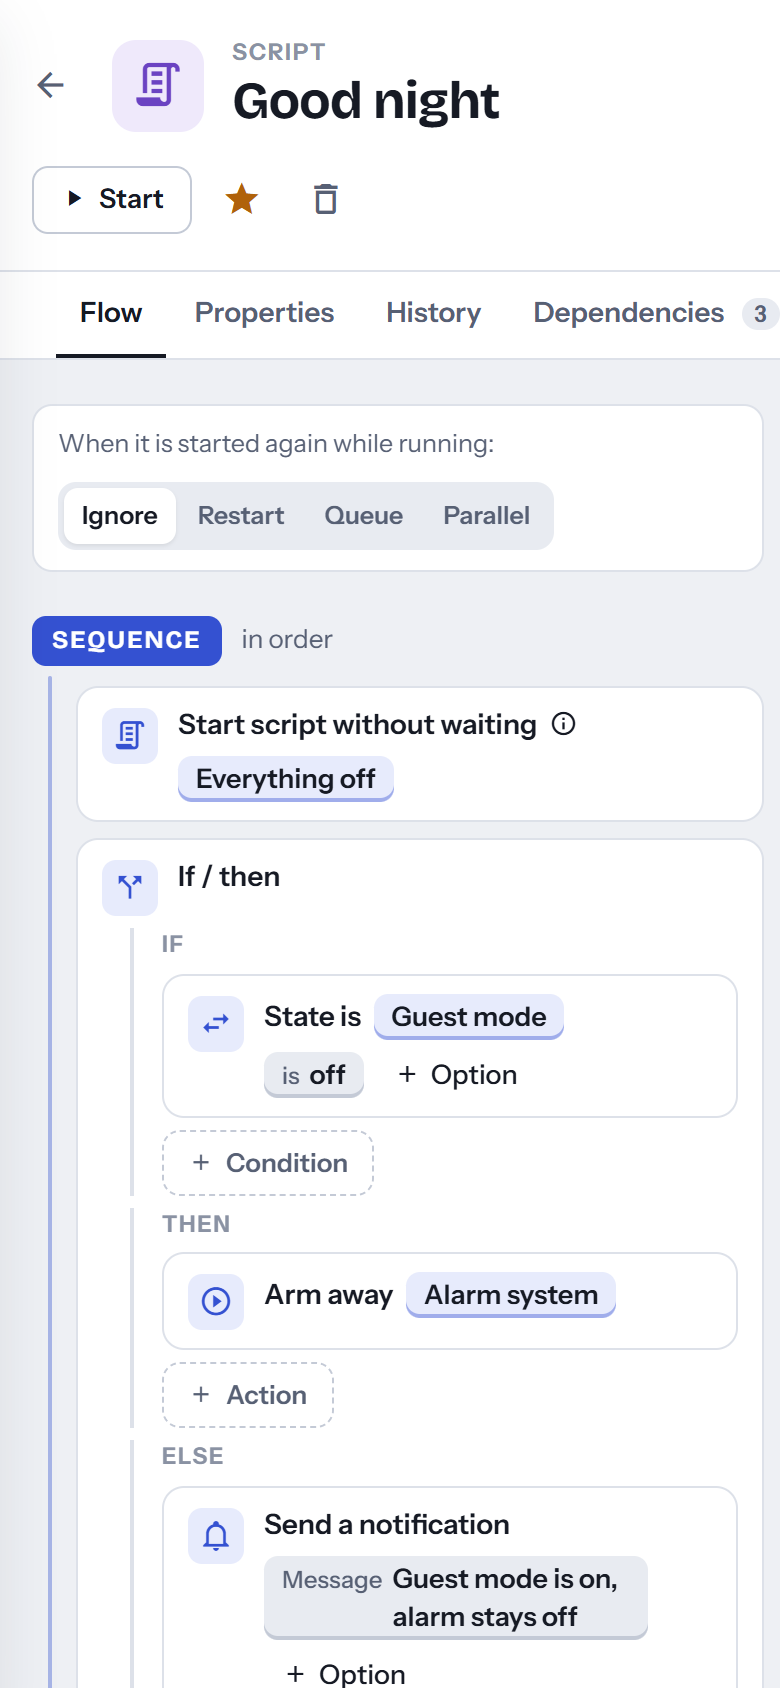 SCRIPT
Good night
Start
Flow Properties History Dependencies 3
When it is started again while running:
Ignore Restart Queue Parallel
SEQUENCE in order
Start script without waiting
Everything off
If / then
IF
State is Guest mode
is off + Option
+ Condition
THEN
Arm away Alarm system
+ Action
ELSE
Send a notification
Message Guest mode is on,
alarm stays off
+ Option